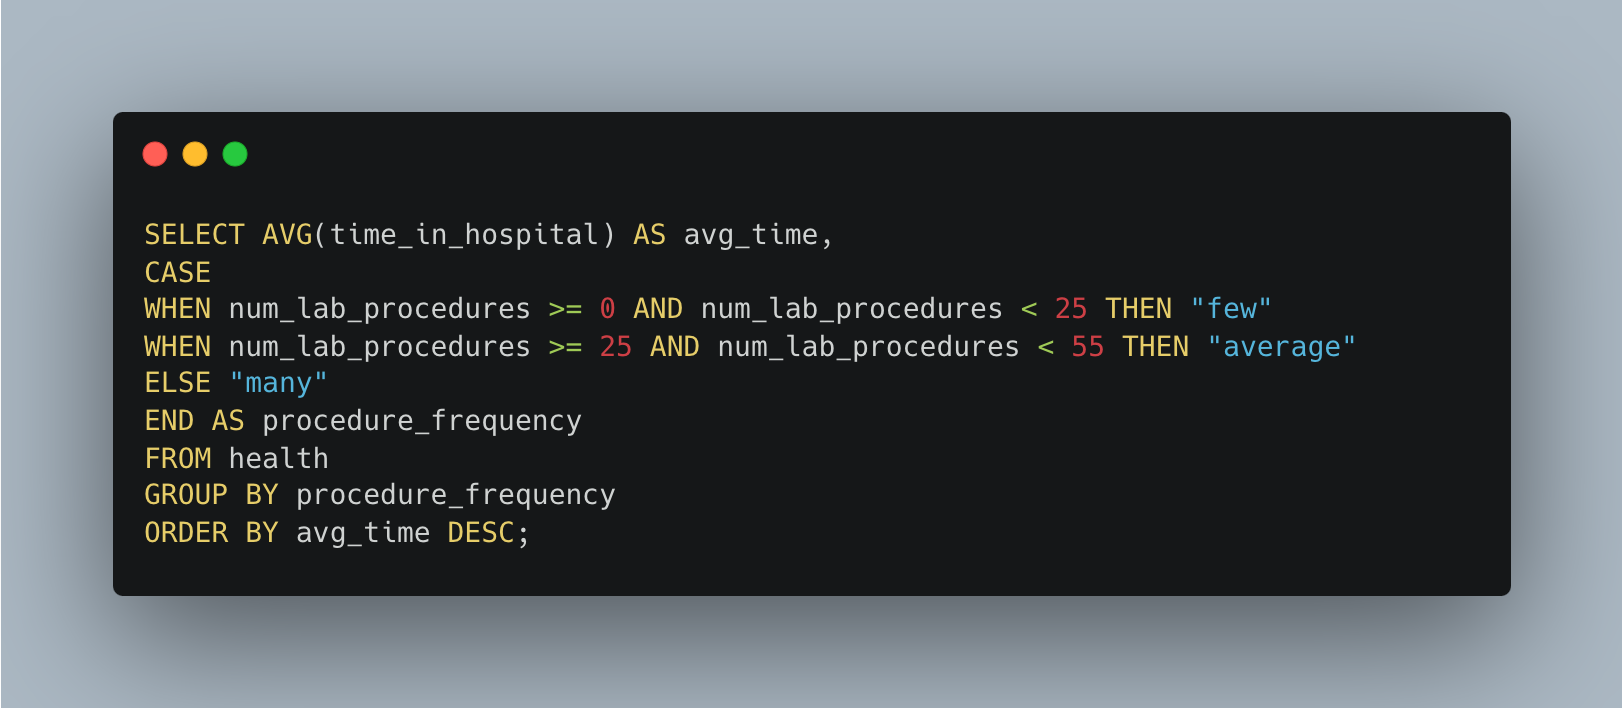 SELECT AVG(time_in_hospital) AS avg_time,
CASE
WHEN num_lab_procedures >= 0 AND num_lab_procedures < 25 THEN "few"
WHEN num_lab_procedures >= 25 AND num_lab_procedures < 55 THEN "average"
ELSE "many"
END AS procedure_frequency
FROM health
GROUP BY procedure_frequency
ORDER BY avg_time DESC;